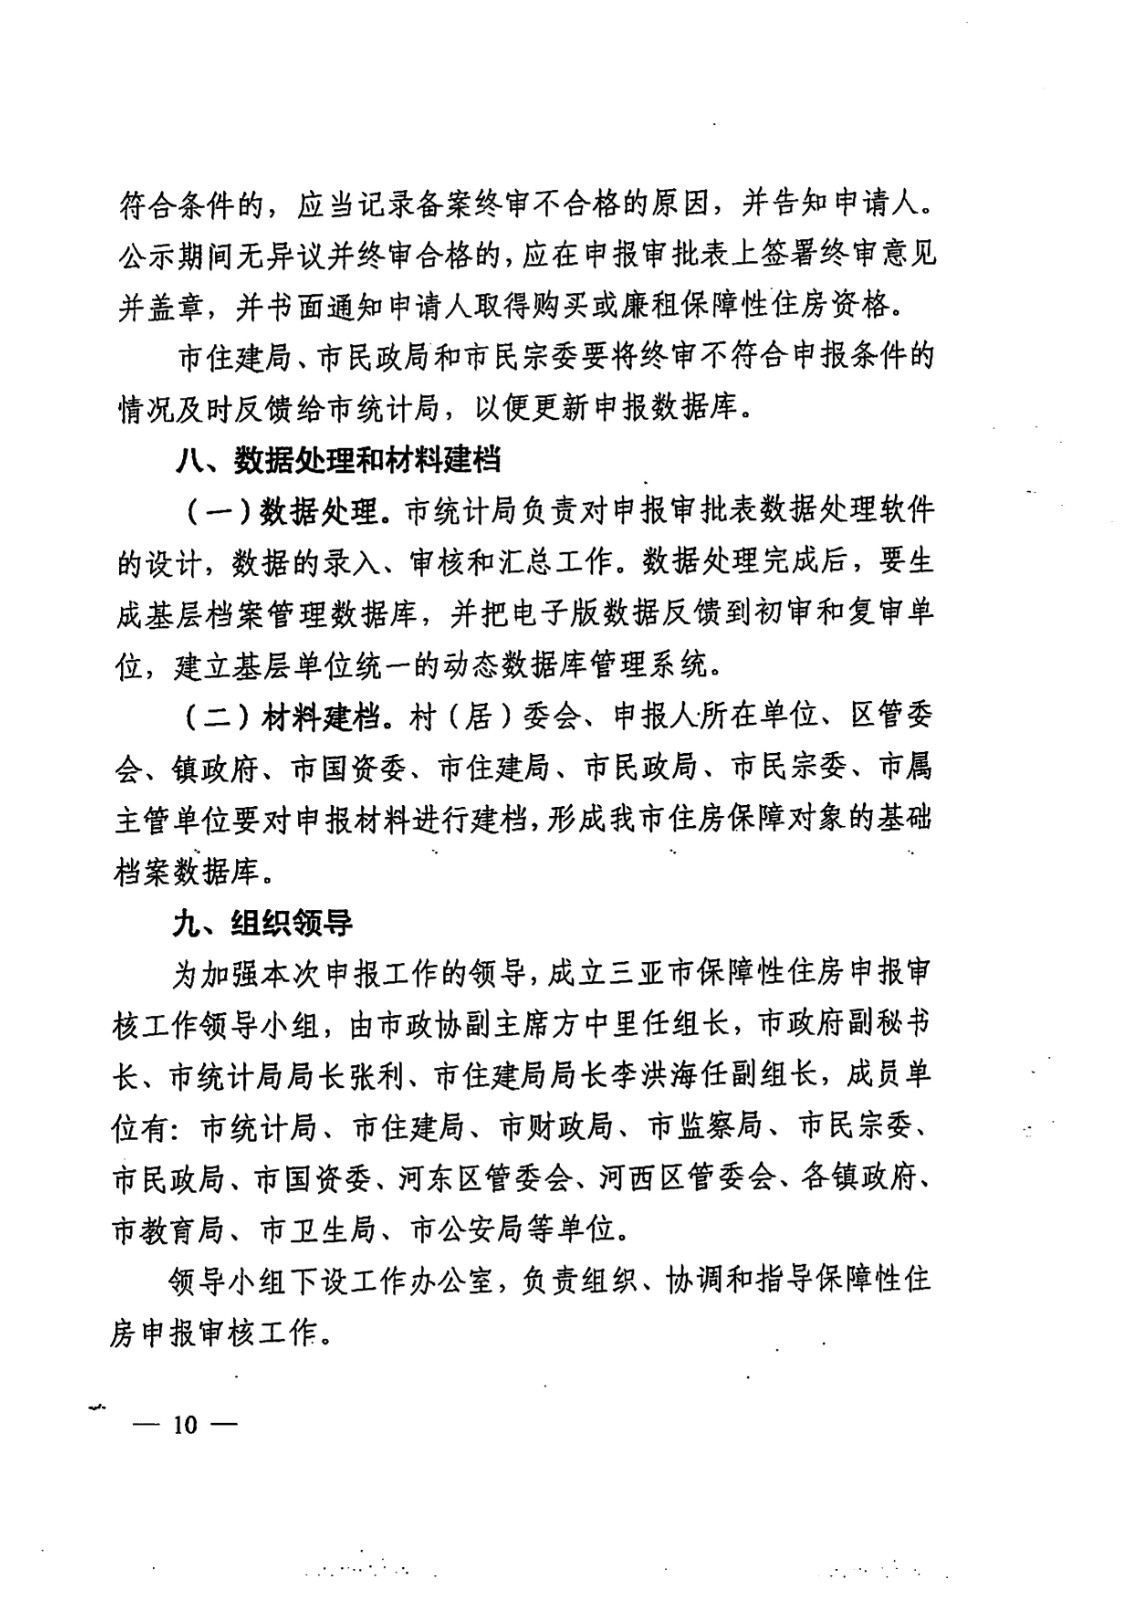 符合条件的，应当记录备案终审不合格的原因，并告知申请人。
公示期间无异议并终审合格的，应在申报审批表上签署终审意见
并盖章，并书面通知申请人取得购买或廉租保障性住房资格。
市住建局、市民政局和市民宗委要将终审不符合申报条件的
情况及时反馈给市统计局，以便更新申报数据库。
八、数据处理和材料建档
（一）数据处理。市统计局负责对申报审批表数据处理软件
的设计，数据的录入、审核和汇总工作。数据处理完成后，要生
成基层档案管理数据库，并把电子版数据反馈到初审和复审单
位，建立基层单位统一的动态数据库管理系统。
（二）材料建档。村（居）委会、申报人所在单位、区管委
会、镇政府、市国资委、市住建局、市民政局、市民宗委、市属
主管单位要对申报材料进行建档，形成我市住房保障对象的基础
档案数据库。
九、组织领导
为加强本次申报工作的领导，成立三亚市保障性住房申报审
核工作领导小组，由市政协副主席方中里任组长，市政府副秘书
长、市统计局局长张利、市住建局局长李洪海任副组长，成员单
位有：市统计局、市住建局、市财政局、市监察局、市民宗委、
市民政局、市国资委、河东区管委会、河西区管委会、各镇政府、
市教育局、市卫生局、市公安局等单位。
领导小组下设工作办公室，负责组织、协调和指导保障性住
房申报审核工作。
— 10 —